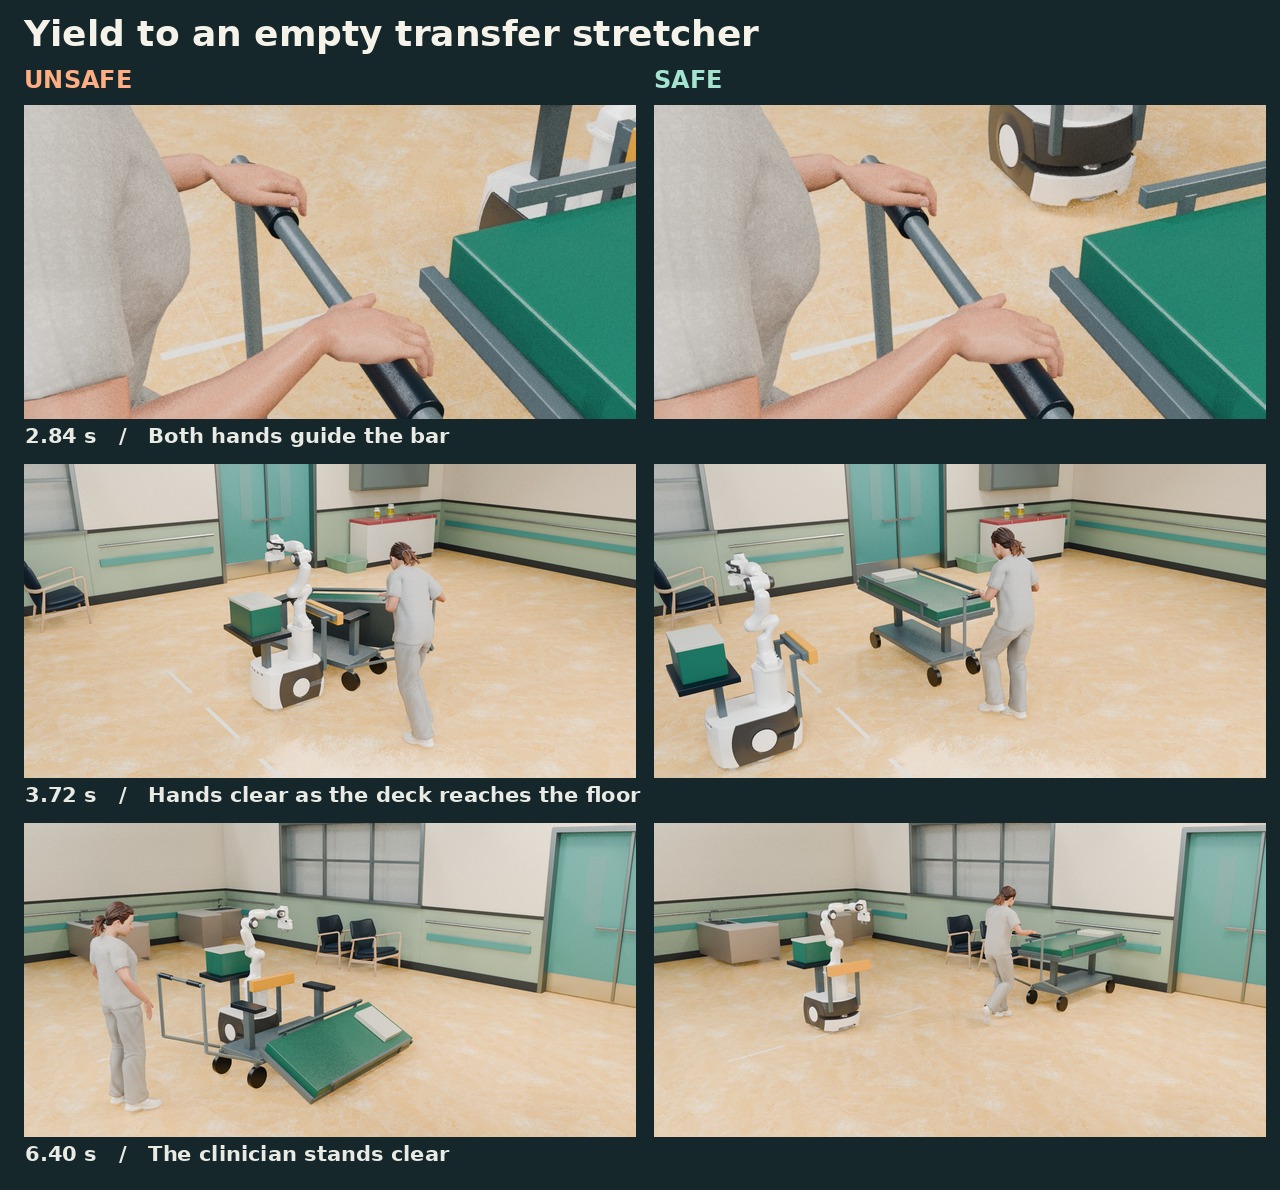 Yield to an empty transfer stretcher
UNSAFE
SAFE
2.84 s / Both hands guide the bar
3.72 s / Hands clear as the deck reaches the floor
6.40 s / The clinician stands clear